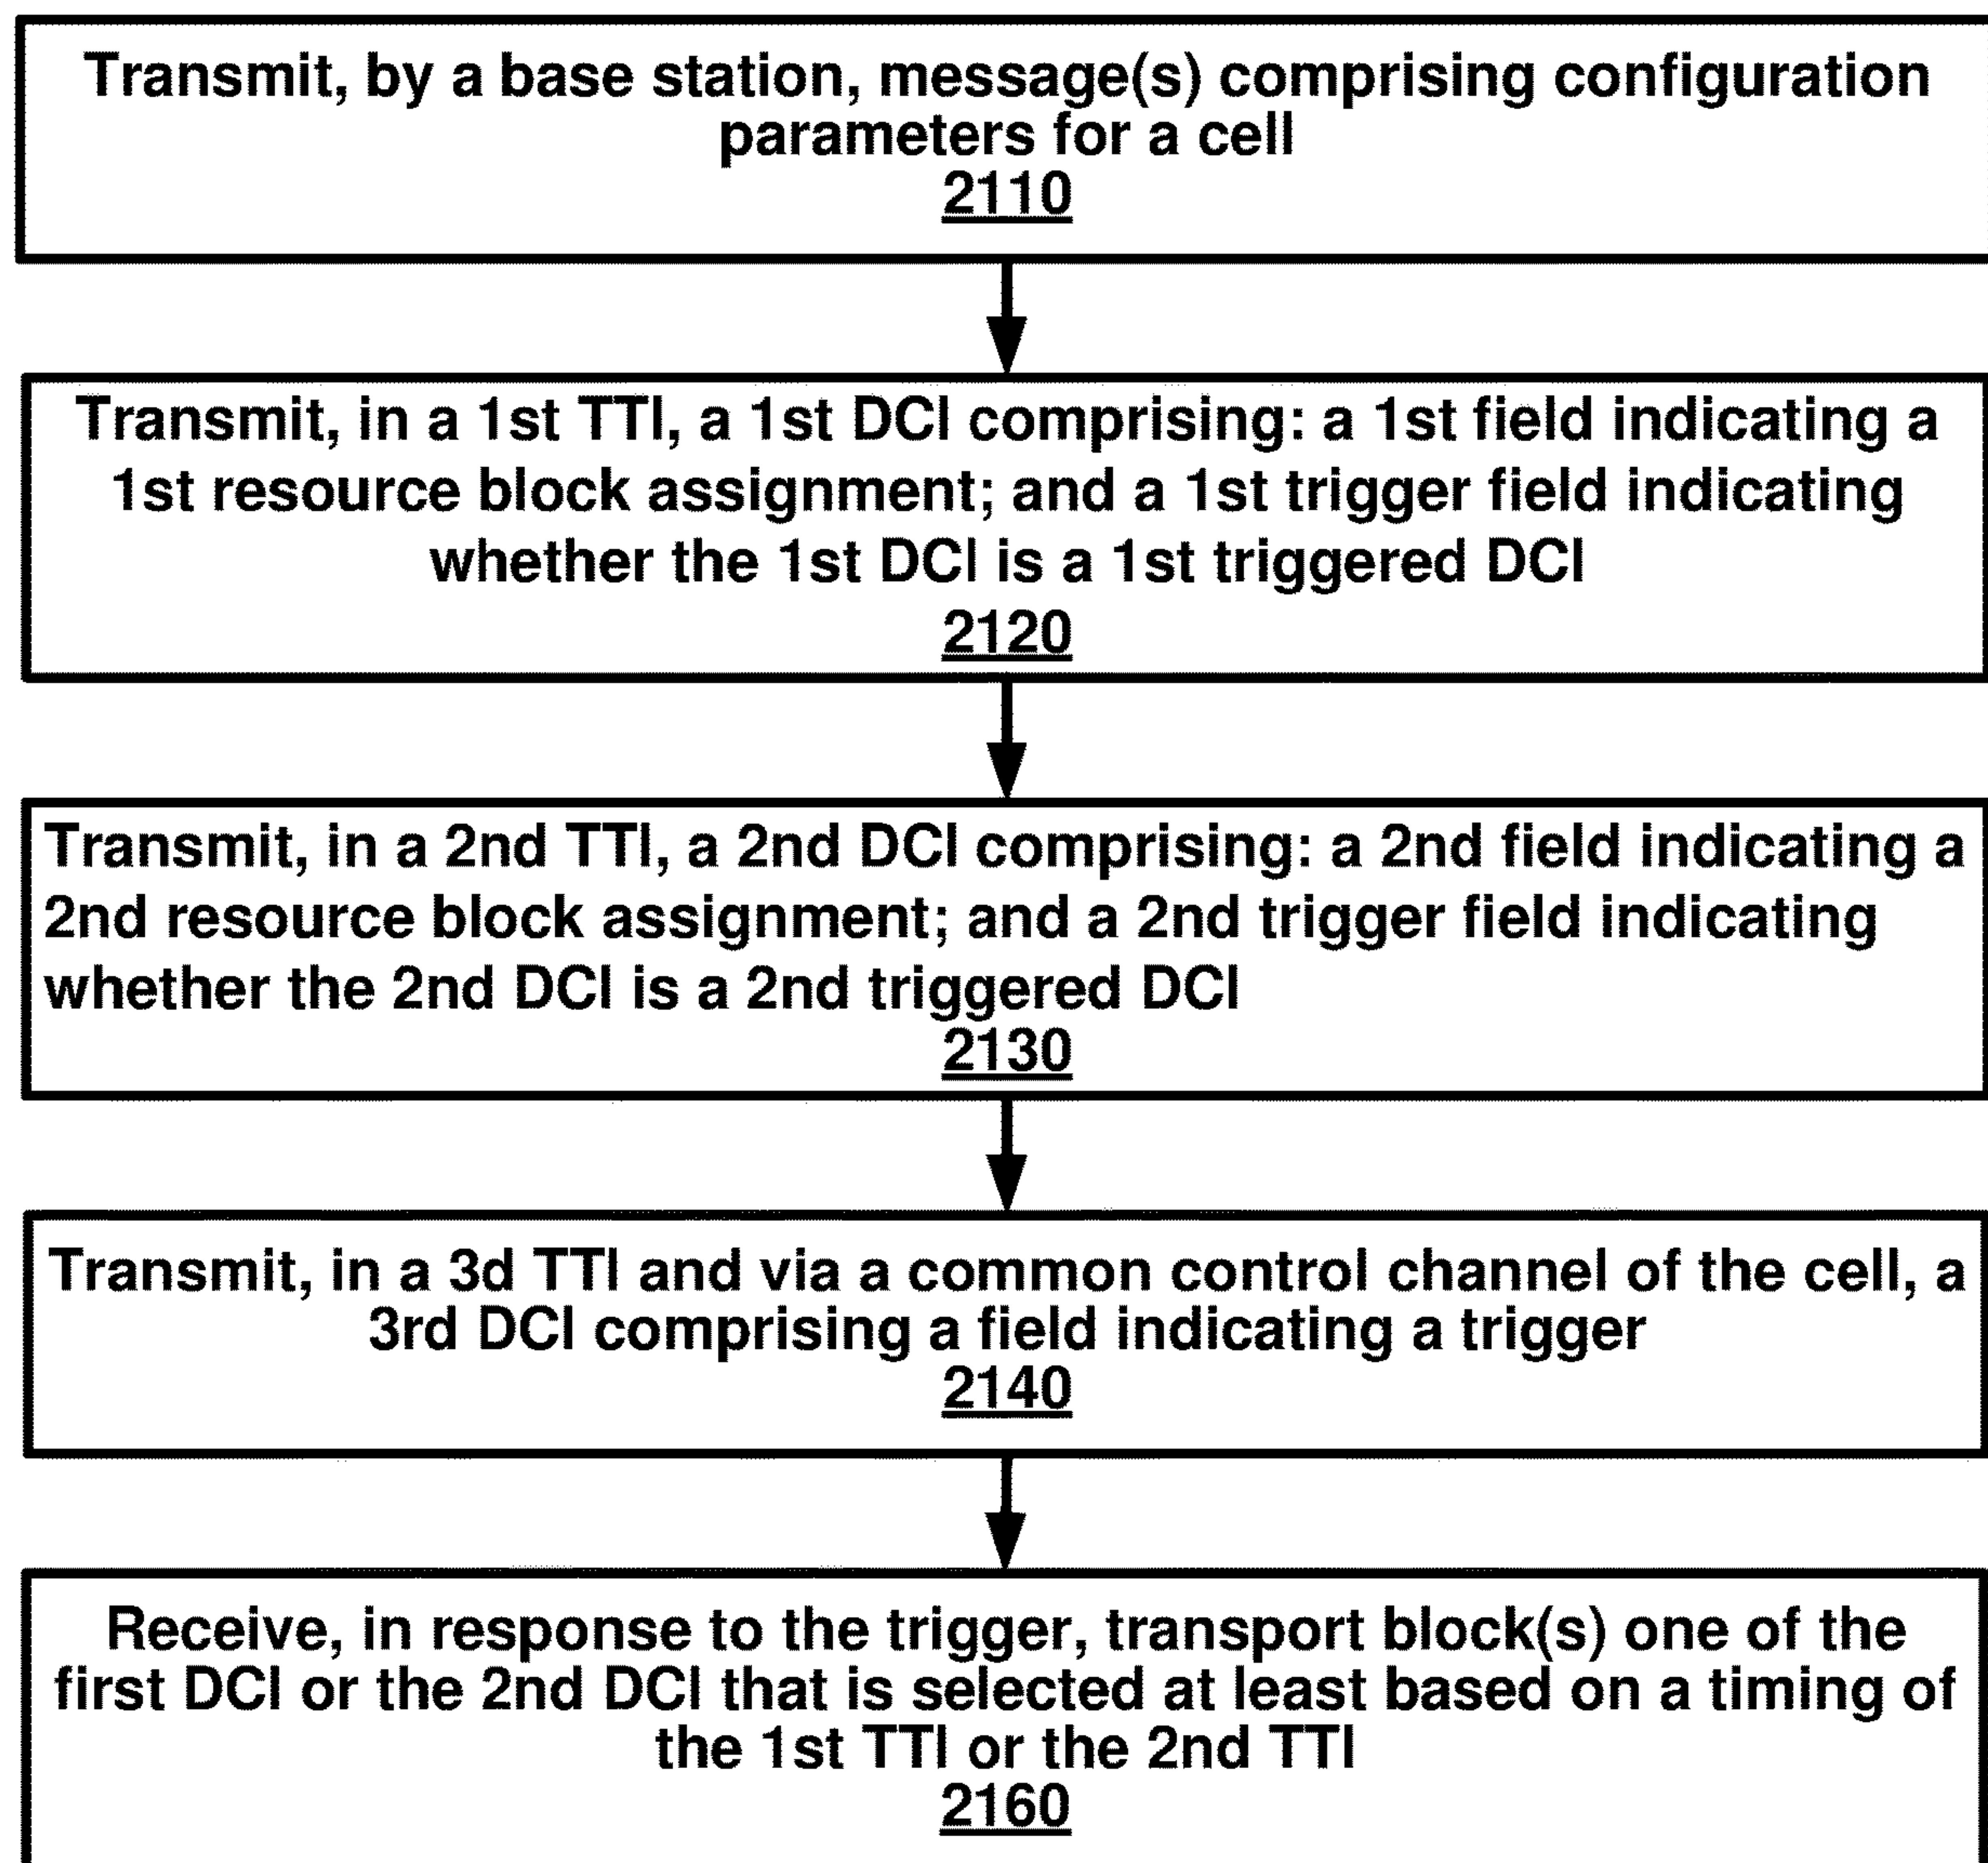 Transmit, by a base station, message(s) comprising configuration
parameters for a cell
2110
Transmit, in a 1st TTI, a 1st DCI comprising: a 1st field indicating a
1st resource block assignment; and a 1st trigger field indicating
whether the 1st DCI is a 1st triggered DCI
2120
Transmit, in a 2nd TTI, a 2nd DCI comprising: a 2nd field indicating a
2nd resource block assignment; and a 2nd trigger field indicating
whether the 2nd DCI is a 2nd triggered DCI
2130
Transmit, in a 3d TTI and via a common control channel of the cell, a
3rd DCI comprising a field indicating a trigger
2140
Receive, in response to the trigger, transport block(s) one of the
first DCI or the 2nd DCI that is selected at least based on a timing of
the 1st TTI or the 2nd TTI
2160